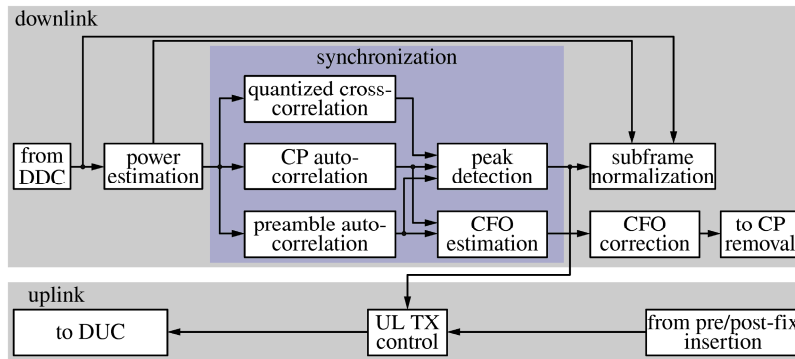 downlink
synchronization
quantized cross-
correlation
from
DDC
power
estimation
CP auto-
correlation
peak
detection
subframe
normalization
preamble auto-
correlation
CFO
estimation
CFO
correction
to CP
removal
uplink
to DUC
UL TX
control
from pre/post-fix
insertion